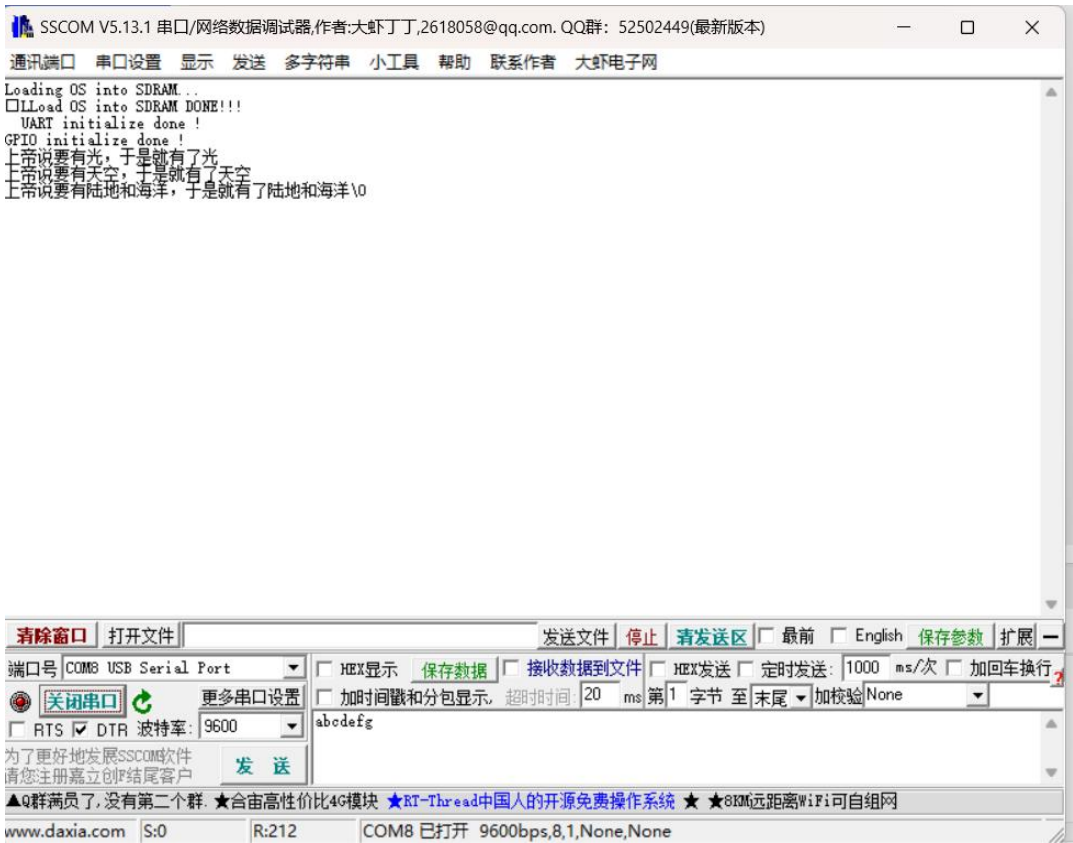 SSCOM V5.13.1 串口/网络数据调试器,作者:大虾丁丁,2618058@qq.com. QQ群: 52502449(最新版本)
通讯端口 串口设置 显示 发送 多字符串 小工具 帮助 联系作者 大虾电子网
Loading OS into SDRAM...
□LLoad OS into SDRAM DONE!!!
UART initialize done !
GPIO initialize done !
上帝说要有光，于是就有了光
上帝说要有天空，于是就有了天空
上帝说要有陆地和海洋，于是就有了陆地和海洋\0
清除窗口 打开文件 发送文件 停止 清发送区 最前 English 保存参数 扩展 —
端口号 COM8 USB Serial Port HEX显示 保存数据 接收数据到文件 HEX发送 定时发送: 1000 ms/次 加回车换行 ?
关闭串口 更多串口设置 加时间戳和分包显示, 超时时间: 20 ms 第1 字节 至 末尾 加校验 None
RTS DTR 波特率: 9600 abcdefg
为了更好地发展SSCOM软件
请您注册嘉立创F结尾客户
发 送
▲Q群满员了,没有第二个群. ★合宙高性价比4G模块 ★RT-Thread中国人的开源免费操作系统 ★ ★8KM远距离WiFi可自组网
www.daxia.com S:0 R:212 COM8 已打开 9600bps,8,1,None,None